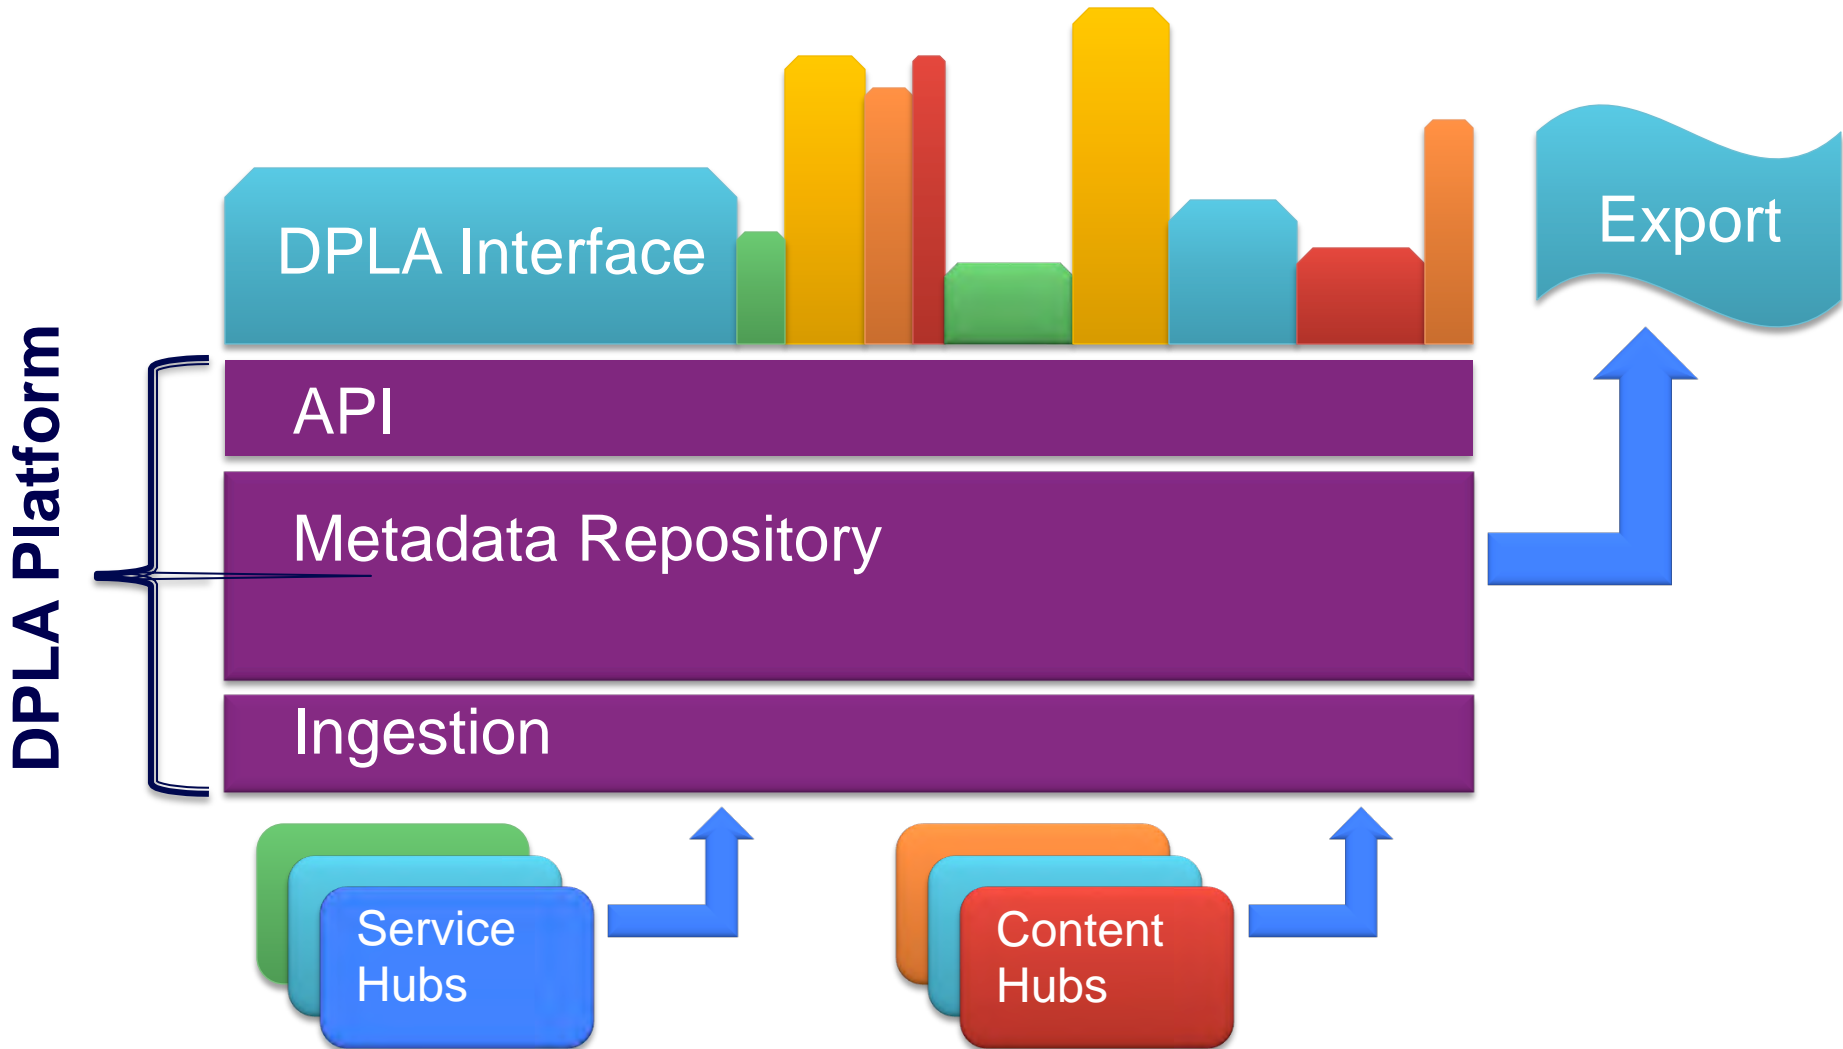 DPLA Interface
Export
DPLA Platform
API
Metadata Repository
Ingestion
Service
Hubs
Content
Hubs